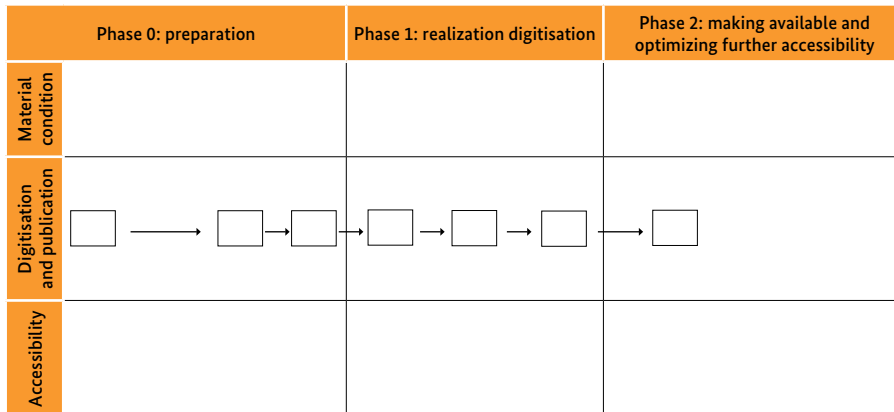 Phase 0: preparation
Phase 1: realization digitisation
Phase 2: making available and
optimizing further accessibility
Material
condition
Digitisation
and publication
Accessibility